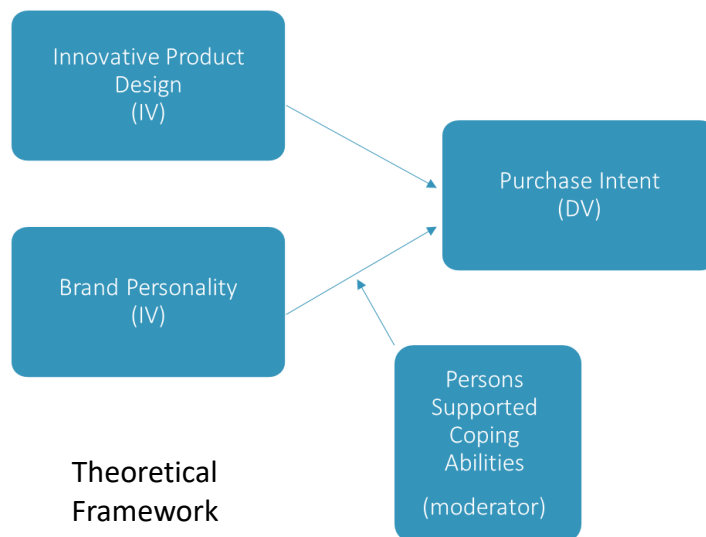 Innovative Product
Design
(IV)
Purchase Intent
(DV)
Brand Personality
(IV)
Persons
Supported
Coping
Abilities
(moderator)
Theoretical
Framework